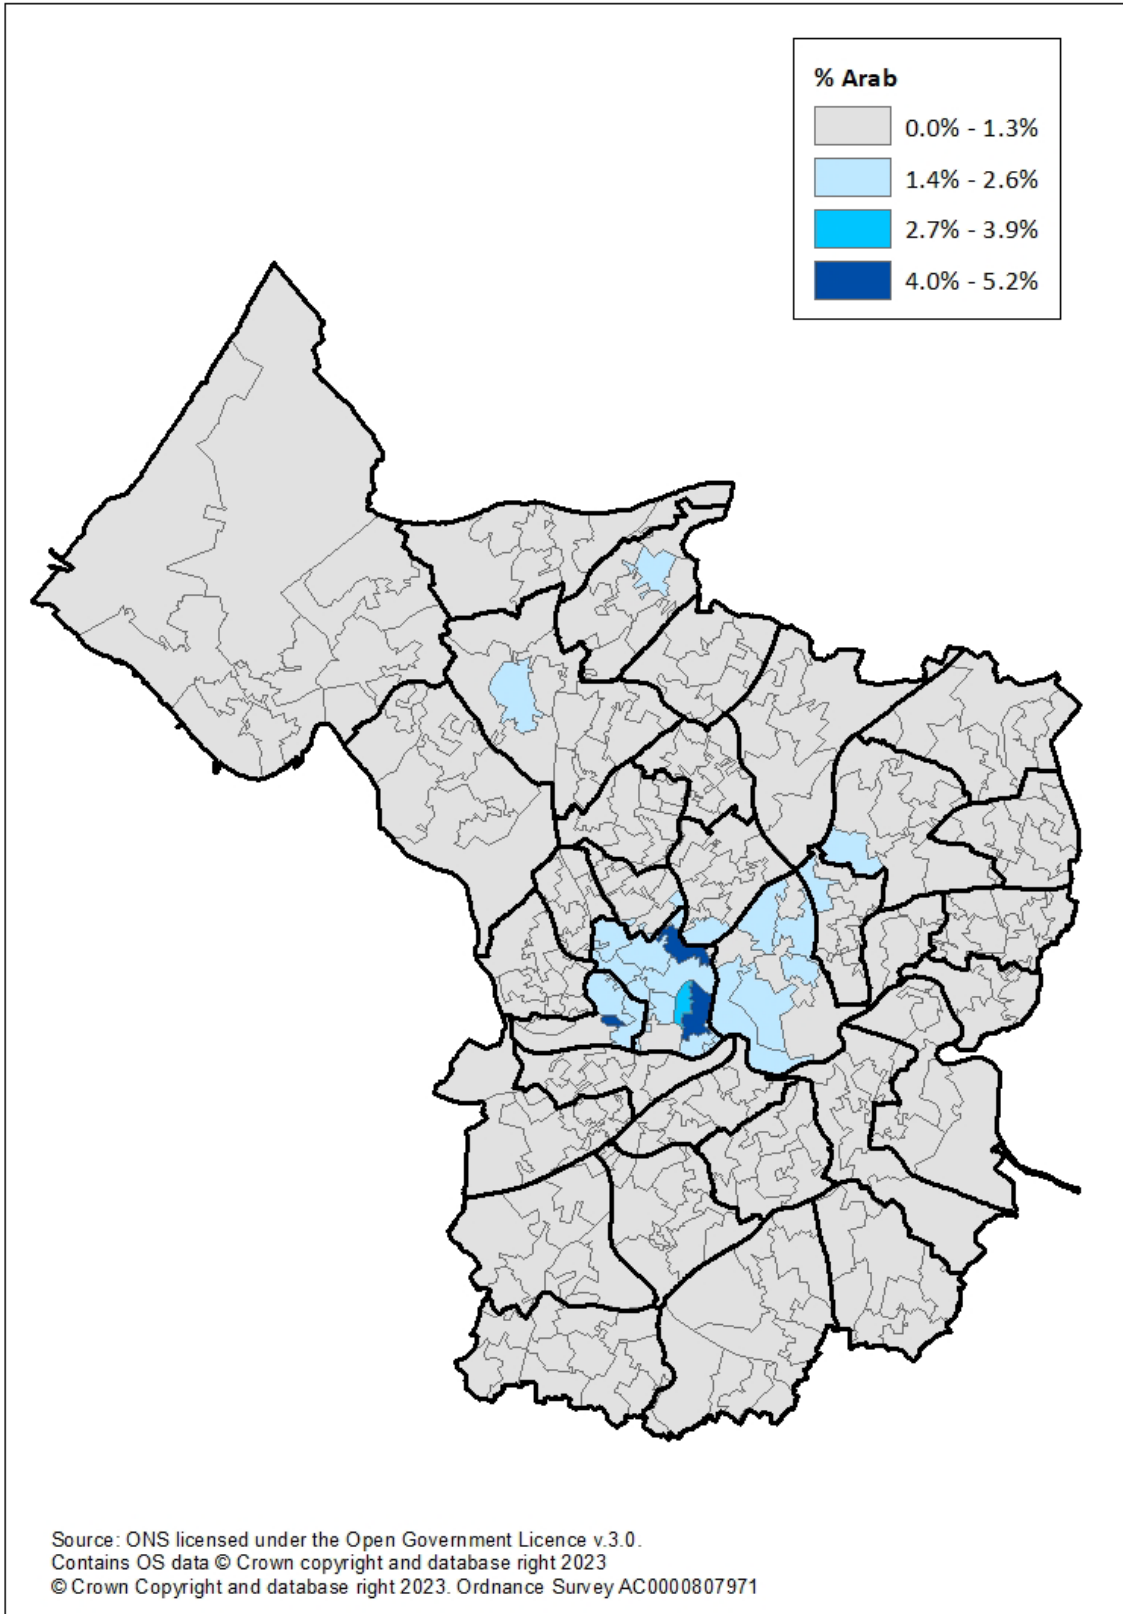 % Arab
0.0% - 1.3%
1.4% - 2.6%
2.7% - 3.9%
4.0% - 5.2%
Source: ONS licensed under the Open Government Licence v.3.0.
Contains OS data © Crown copyright and database right 2023
© Crown Copyright and database right 2023. Ordnance Survey AC0000807971